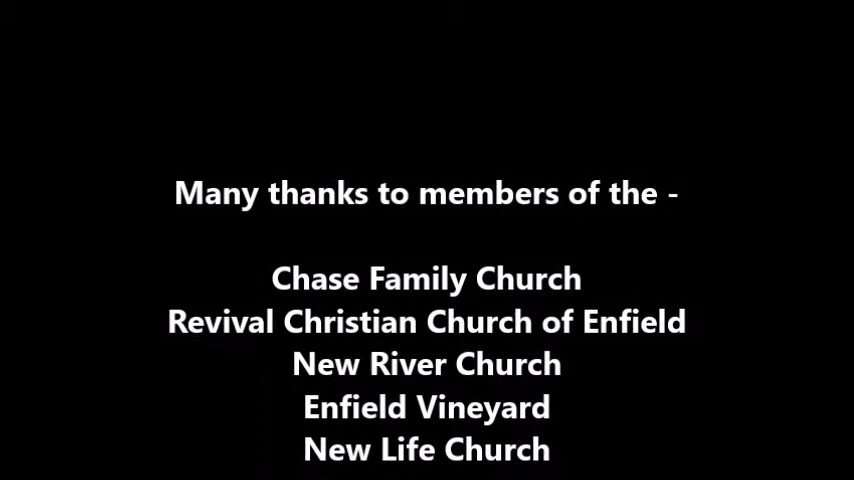 Many thanks to members of the -
Chase Family Church
Revival Christian Church of Enfield
New River Church
Enfield Vineyard
New Life Church